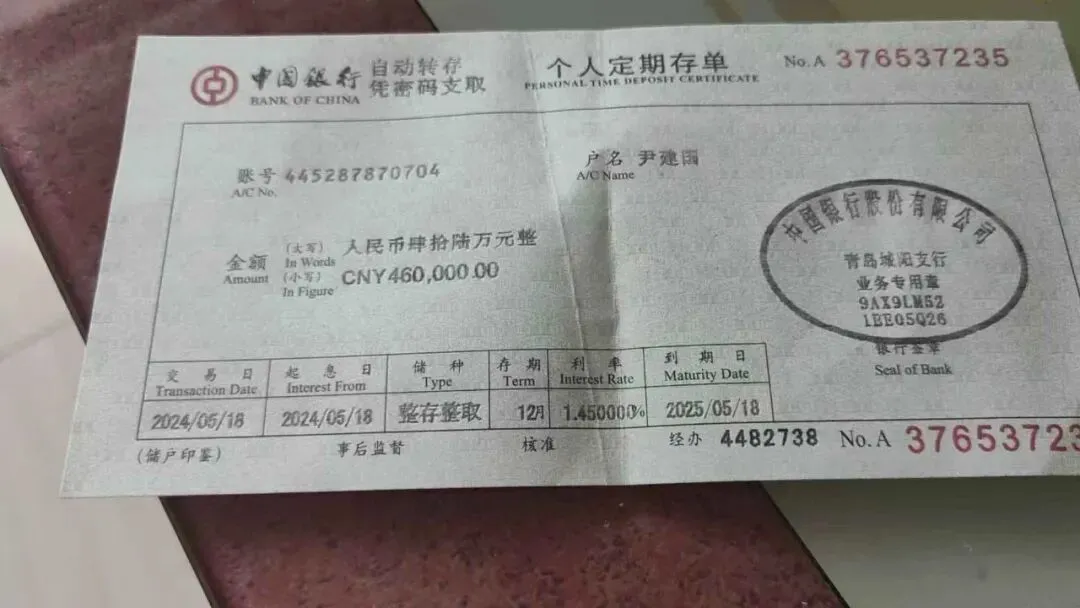 中国银行 自动转存
BANK OF CHINA 凭密码支取
个人定期存单
PERSONAL TIME DEPOSIT CERTIFICATE
No. A 376537235
账号 445287870704
A/C No.
户名 尹建国
A/C Name
金额 (大写) 人民币肆拾陆万元整
Amount In Words
(小写) CNY460,000.00
In Figure
中国银行股份有限公司
青岛城阳支行
业务专用章
9AX9LM52
1BEQ5Q26
银行签章
Seal of Bank
交易日 起息日 储种 存期 利率 到期日
Transaction Date Interest From Type Term Interest Rate Maturity Date
2024/05/18 2024/05/18 整存整取 12月 1.450000% 2025/05/18
(储户印鉴) 事后监督 核准 经办 4482738 No. A 37653723